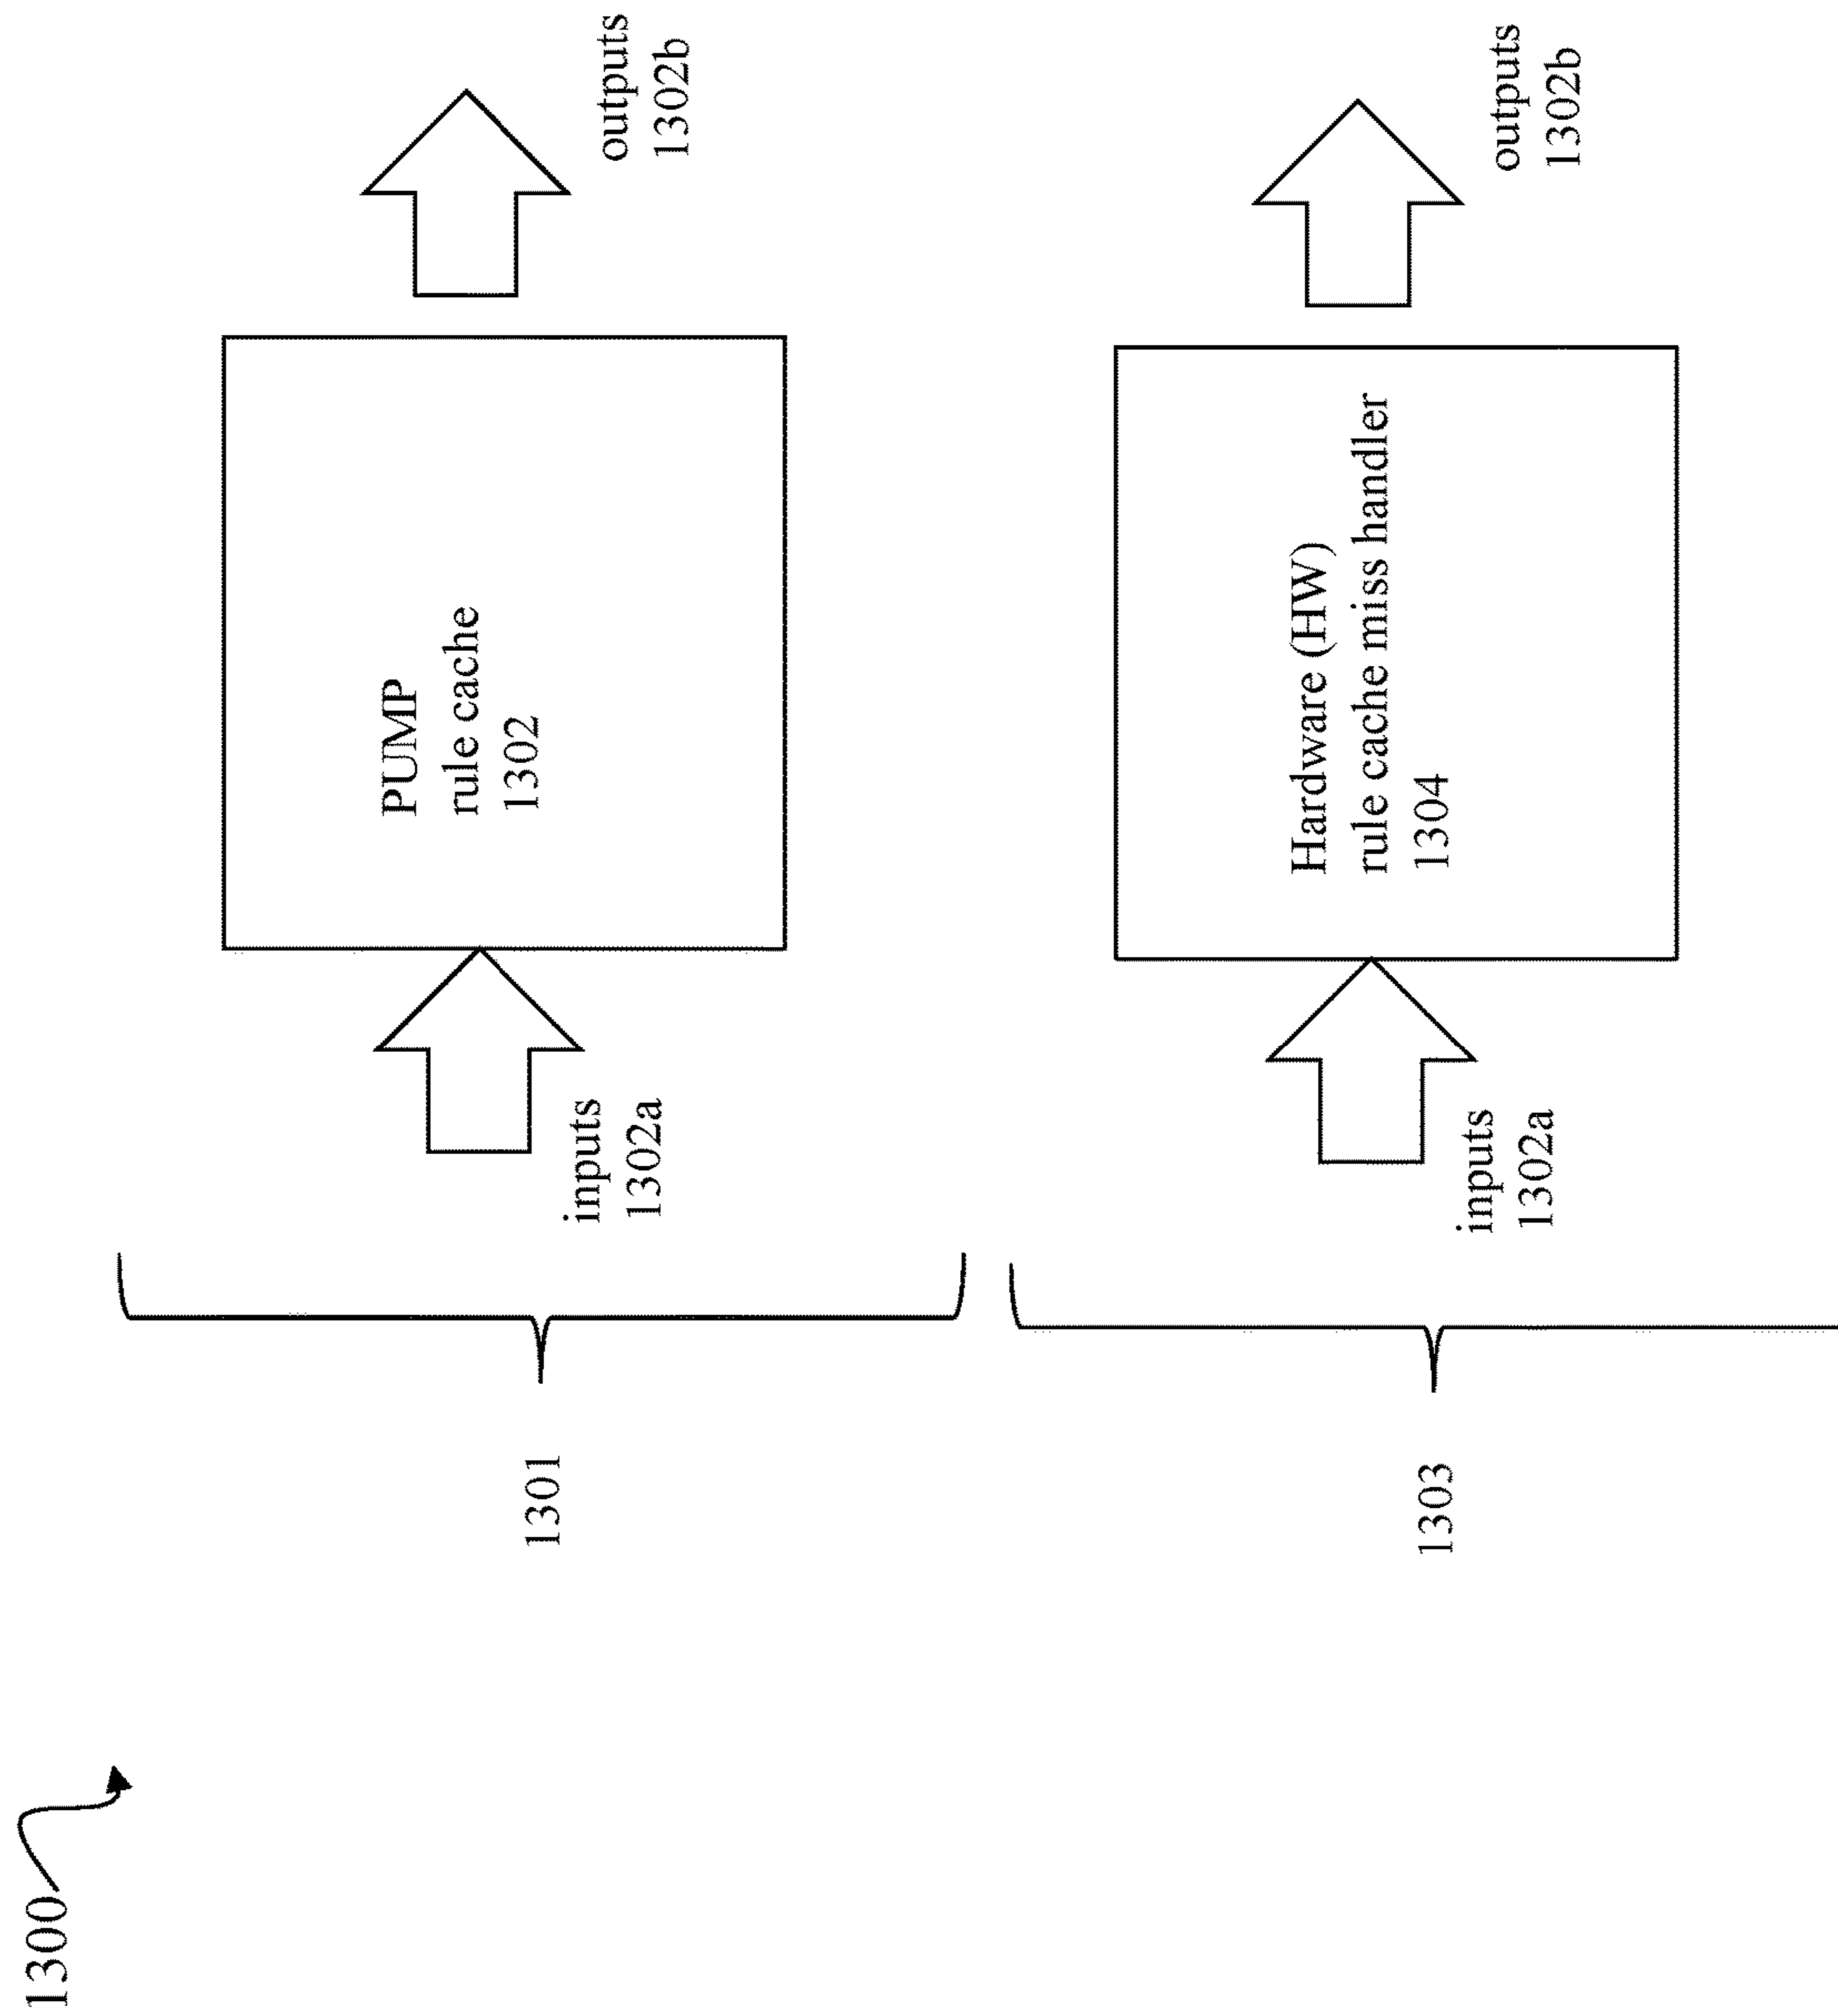 1300
1301
inputs
1302a
PUMP
rule cache
1302
outputs
1302b
1303
inputs
1302a
Hardware (HW)
rule cache miss handler
1304
outputs
1302b